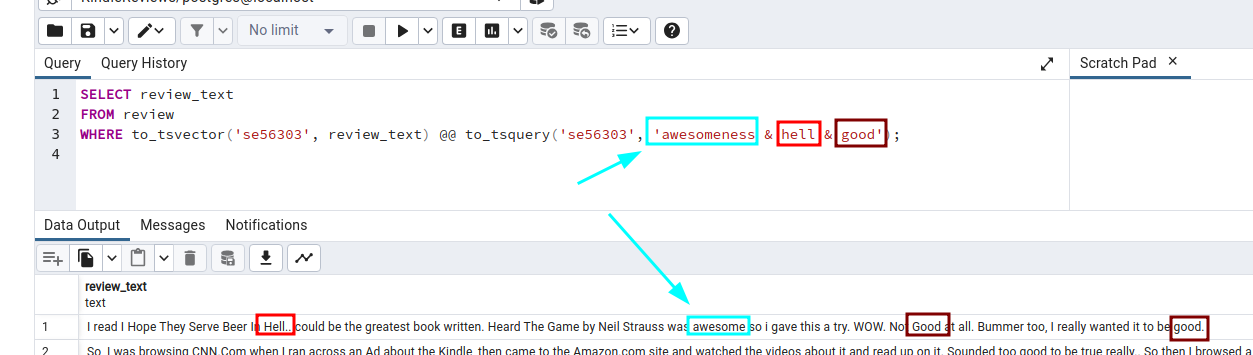 No limit
Query Query History Scratch Pad
1 SELECT review_text
2 FROM review
3 WHERE to_tsvector('se56303', review_text) @@ to_tsquery('se56303', 'awesomeness & hell & good');
4
Data Output Messages Notifications
review_text
text
1 I read I Hope They Serve Beer In Hell.. could be the greatest book written. Heard The Game by Neil Strauss was awesome so i gave this a try. WOW. Not Good at all. Bummer too, I really wanted it to be good.
2 So, I was browsing CNN.Com when I ran across an Ad about the Kindle, then came to the Amazon.com site and watched the videos about it and read up on it. Sounded too good to be true really.. So then I browsed a